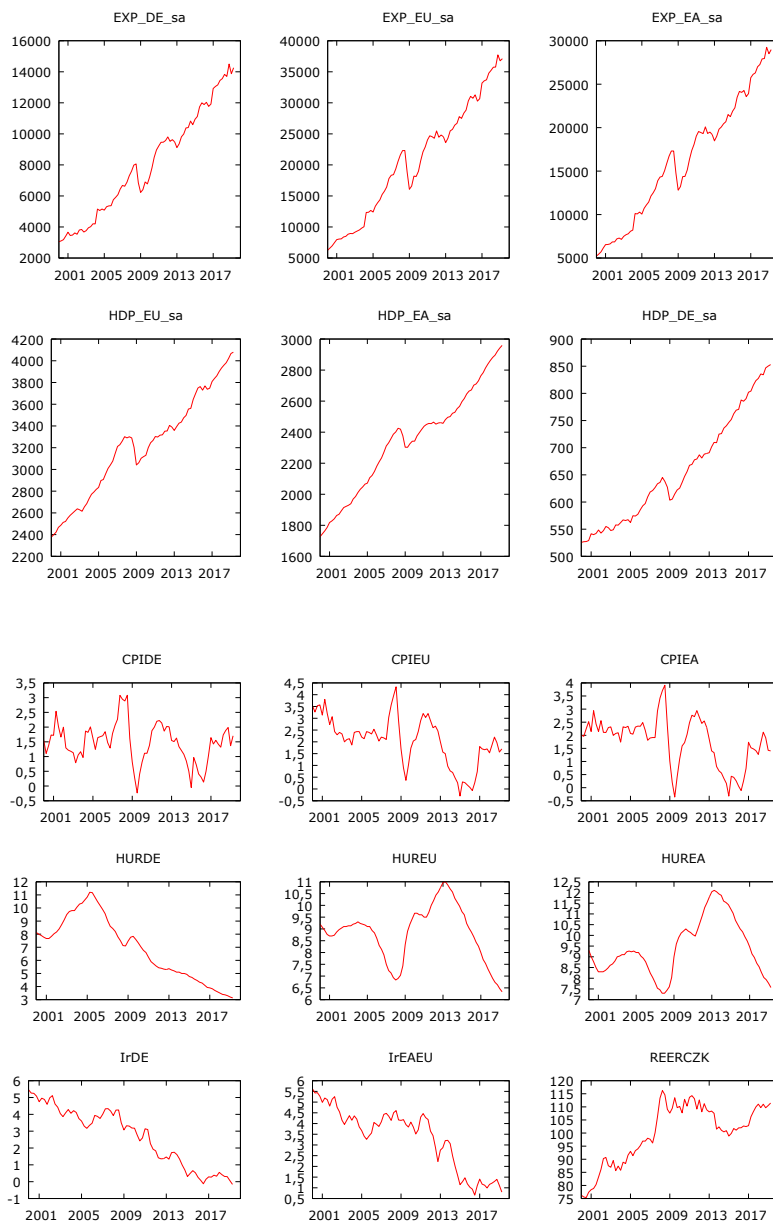 EXP_DE_sa EXP_EU_sa EXP_EA_sa
16000 40000 30000
14000 35000 25000
12000 30000 20000
10000 25000 15000
8000 20000 10000
6000 15000 5000
4000 10000
2000 5000
2001 2005 2009 2013 2017 2001 2005 2009 2013 2017 2001 2005 2009 2013 2017
HDP_EU_sa HDP_EA_sa HDP_DE_sa
4200 3000 900
4000 2800 850
3800 2600 800
3600 2400 750
3400 2200 700
3200 2000 650
3000 1800 600
2800 1600 550
2600 500
2400
2200
2001 2005 2009 2013 2017 2001 2005 2009 2013 2017 2001 2005 2009 2013 2017
CPIDE CPIEU CPIEA
3,5 4,5 4
3 4 3,5
2,5 3,5 3
2 3 2,5
1,5 2,5 2
1 2 1,5
0,5 1,5 1
0 1 0,5
-0,5 0,5 0
0 -0,5
-0,5
2001 2005 2009 2013 2017 2001 2005 2009 2013 2017 2001 2005 2009 2013 2017
HURDE HUREU HUREA
12 11 12,5
11 10,5 12
10 10 11,5
9 9,5 11
8 9 10,5
7 8,5 10
6 8 9,5
5 7,5 9
4 7 8,5
3 6,5 8
6 7,5
7
2001 2005 2009 2013 2017 2001 2005 2009 2013 2017 2001 2005 2009 2013 2017
IrDE IrEAEU REERCZK
6 6 120
5 5,5 115
4 5 110
3 4,5 105
2 4 100
1 3,5 95
0 3 90
-1 2,5 85
2 80
1,5 75
1
0,5
2001 2005 2009 2013 2017 2001 2005 2009 2013 2017 2001 2005 2009 2013 2017